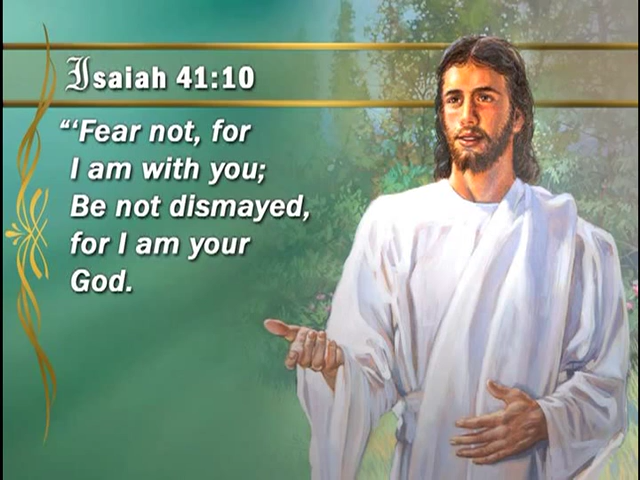 Isaiah 41:10
“‘Fear not, for
I am with you;
Be not dismayed,
for I am your
God.